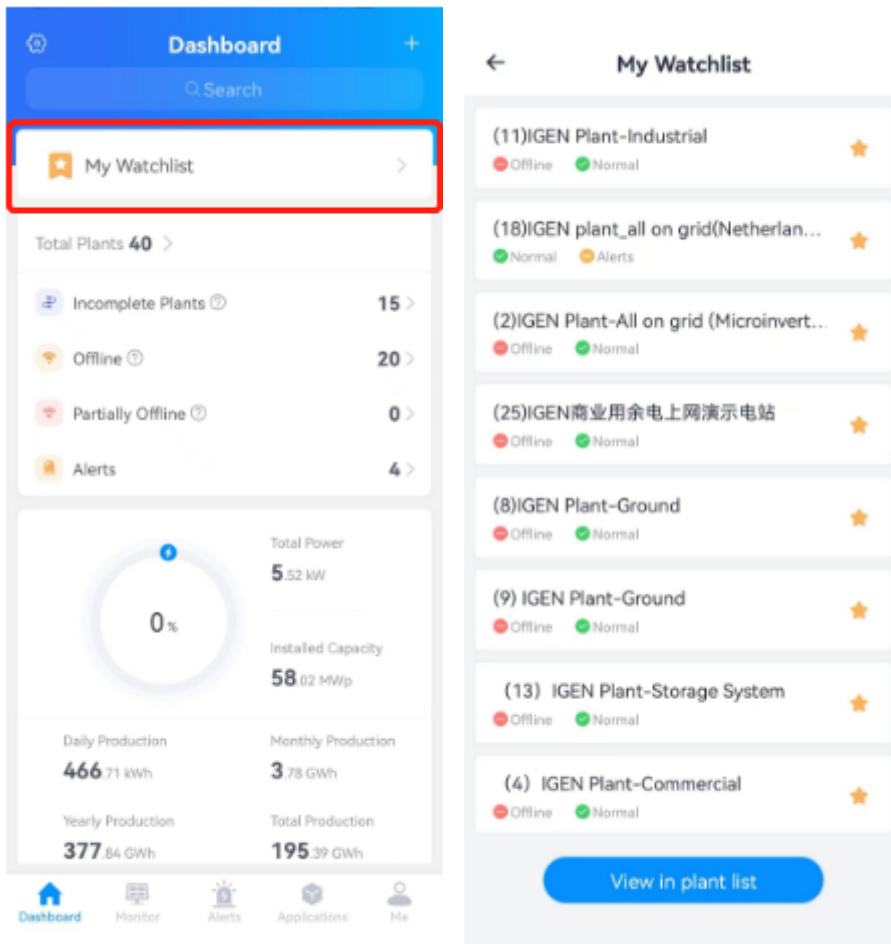 Dashboard
Search
My Watchlist
Total Plants 40
Incomplete Plants 15
Offline 20
Partially Offline 0
Alerts 4
0%
Total Power
5.52 kW
Installed Capacity
58.02 MWp
Daily Production Monthly Production
466.71 kWh 3.78 GWh
Yearly Production Total Production
377.84 GWh 195.39 GWh
Dashboard Monitor Alerts Applications Me
My Watchlist
(11)IGEN Plant-Industrial
Offline Normal
(18)IGEN plant_all on grid(Netherlan...
Normal Alerts
(2)IGEN Plant-All on grid (Microinvert...
Offline Normal
(25)IGEN商业用余电上网演示电站
Offline Normal
(8)IGEN Plant-Ground
Offline Normal
(9) IGEN Plant-Ground
Offline Normal
（13）IGEN Plant-Storage System
Offline Normal
（4）IGEN Plant-Commercial
Offline Normal
View in plant list